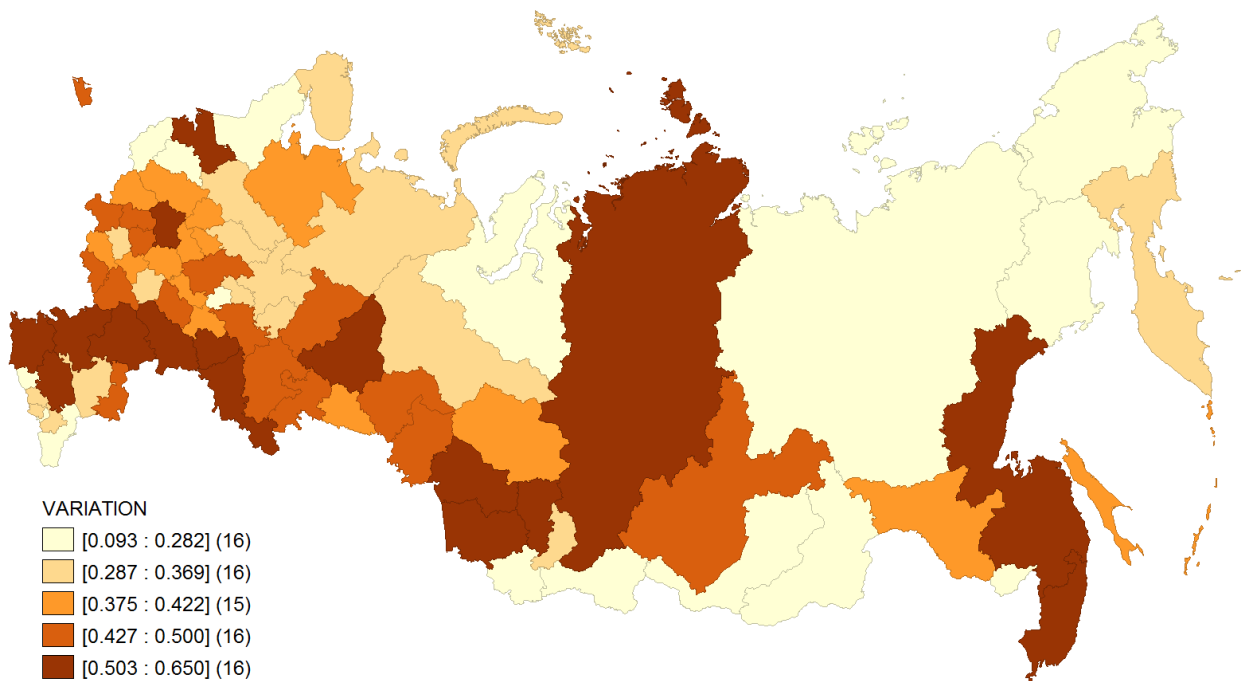 VARIATION
[0.093 : 0.282] (16)
[0.287 : 0.369] (16)
[0.375 : 0.422] (15)
[0.427 : 0.500] (16)
[0.503 : 0.650] (16)